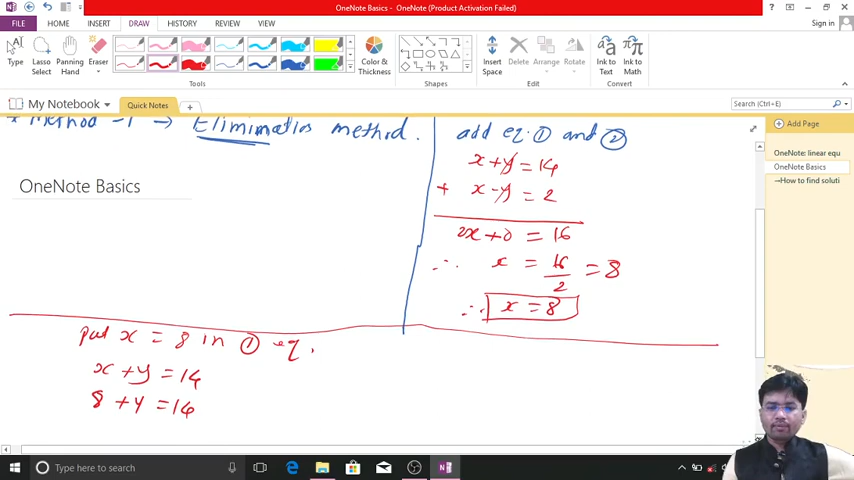 OneNote Basics - OneNote (Product Activation Failed)
FILE HOME INSERT DRAW HISTORY REVIEW VIEW
Sign in
Type
Lasso Select
Panning Hand
Eraser
Color & Thickness
Insert Space
Delete
Arrange
Rotate
Ink to Text
Ink to Math
Tools
Shapes
Edit
Convert
My Notebook
Quick Notes
Search (Ctrl+E)
Add Page
OneNote: linear equ
OneNote Basics
->How to find soluti
* Method -1 → Elimimatios method.
OneNote Basics
add eq. ① and ②
x+y=14
+ x-y=2
2x+0 = 16
∴ x = 16/2 = 8
∴ x = 8
put x = 8 in ① eq.
x+y=14
8+y=14
Type here to search